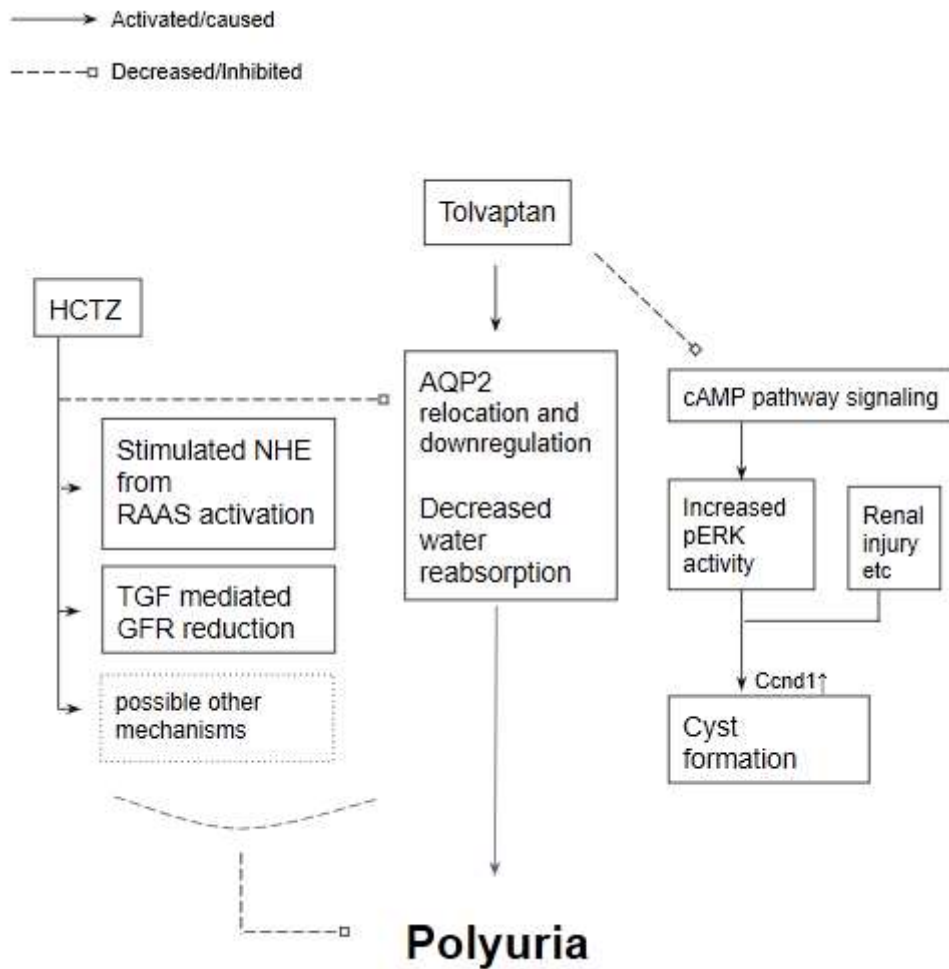 Activated/caused
Decreased/Inhibited
Tolvaptan
HCTZ
AQP2
relocation and
downregulation
Decreased
water
reabsorption
cAMP pathway signaling
Stimulated NHE
from
RAAS activation
Increased
pERK
activity
Renal
injury
etc
TGF mediated
GFR reduction
possible other
mechanisms
Ccnd1↑
Cyst
formation
Polyuria